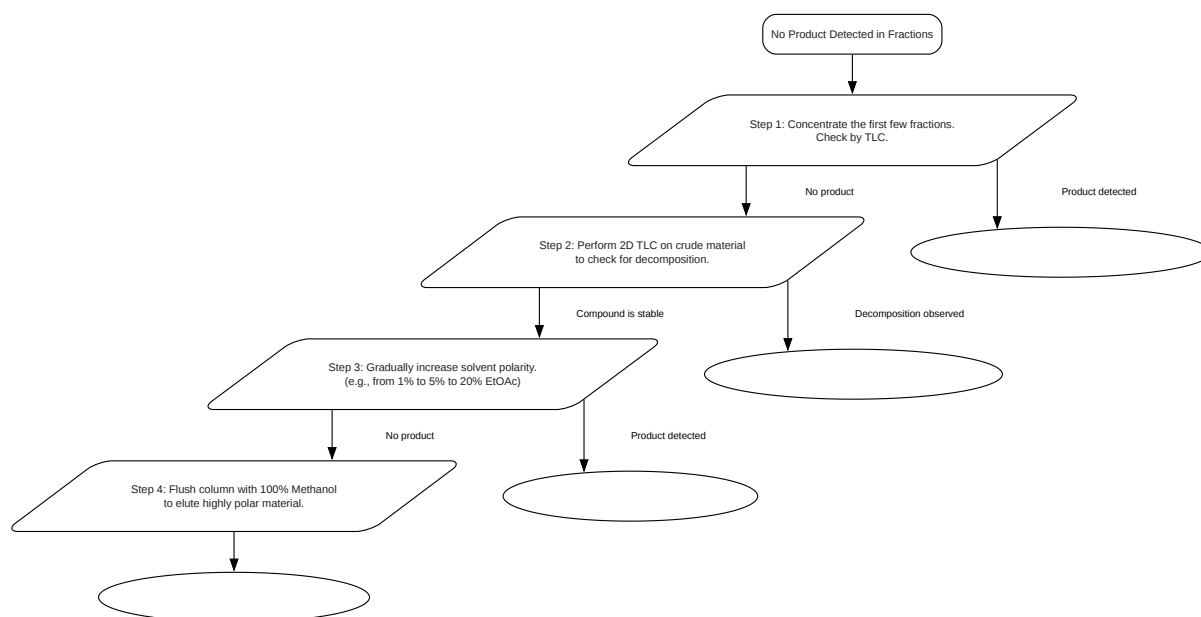 No Product Detected in Fractions
Step 1: Concentrate the first few fractions.
Check by TLC.
No product
Product detected
Step 2: Perform 2D TLC on crude material
to check for decomposition.
Compound is stable
Decomposition observed
Step 3: Gradually increase solvent polarity.
(e.g., from 1% to 5% to 20% EtOAc)
No product
Product detected
Step 4: Flush column with 100% Methanol
to elute highly polar material.